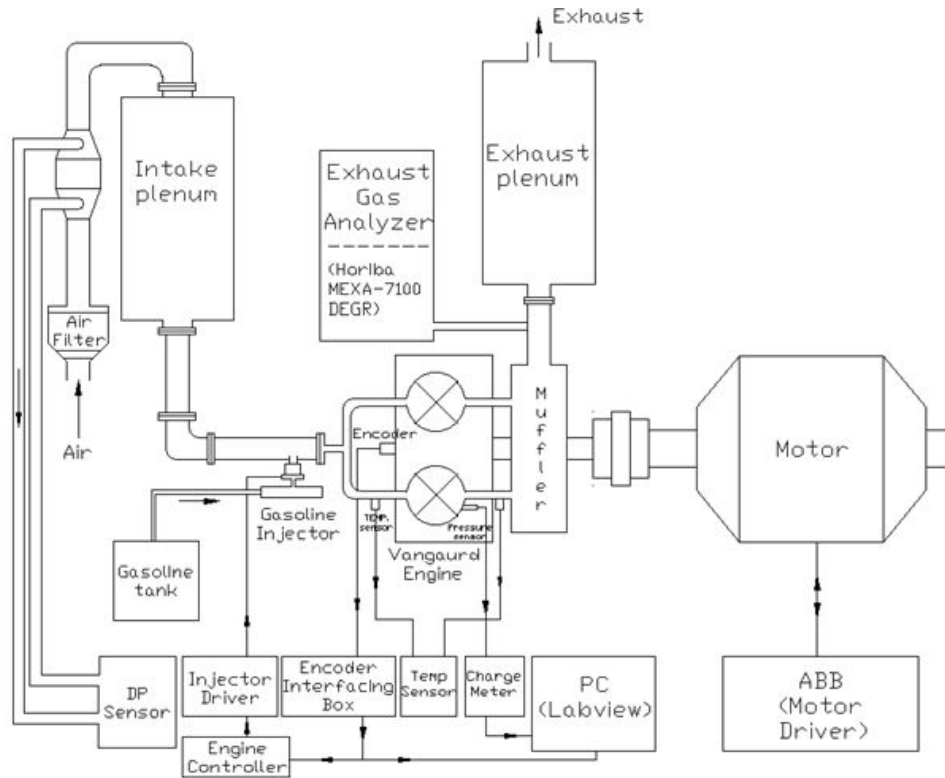 Exhaust
Intake
plenum
Exhaust
Gas
Analyzer
(Horiba
MEXA-7100
DEGR)
Exhaust
plenum
Air
Filter
Air
Encoder
Muffler
Motor
Gasoline
Injector
TEMP.
sensor
Pressure
sensor
Vangaurd
Engine
Gasoline
tank
DP
Sensor
Injector
Driver
Encoder
Interfacing
Box
Temp
Sensor
Charge
Meter
PC
(Labview)
ABB
(Motor
Driver)
Engine
Controller